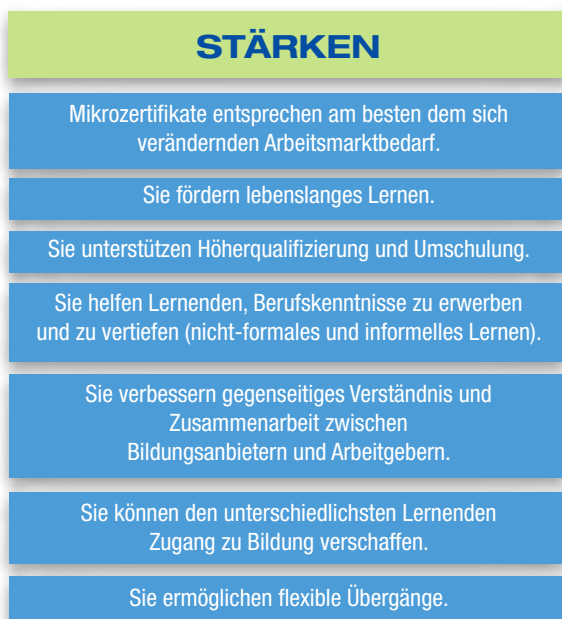 STÄRKEN
Mikrozertifikate entsprechen am besten dem sich
verändernden Arbeitsmarktbedarf.
Sie fördern lebenslanges Lernen.
Sie unterstützen Höherqualifizierung und Umschulung.
Sie helfen Lernenden, Berufskenntnisse zu erwerben
und zu vertiefen (nicht-formales und informelles Lernen).
Sie verbessern gegenseitiges Verständnis und
Zusammenarbeit zwischen
Bildungsanbietern und Arbeitgebern.
Sie können den unterschiedlichsten Lernenden
Zugang zu Bildung verschaffen.
Sie ermöglichen flexible Übergänge.